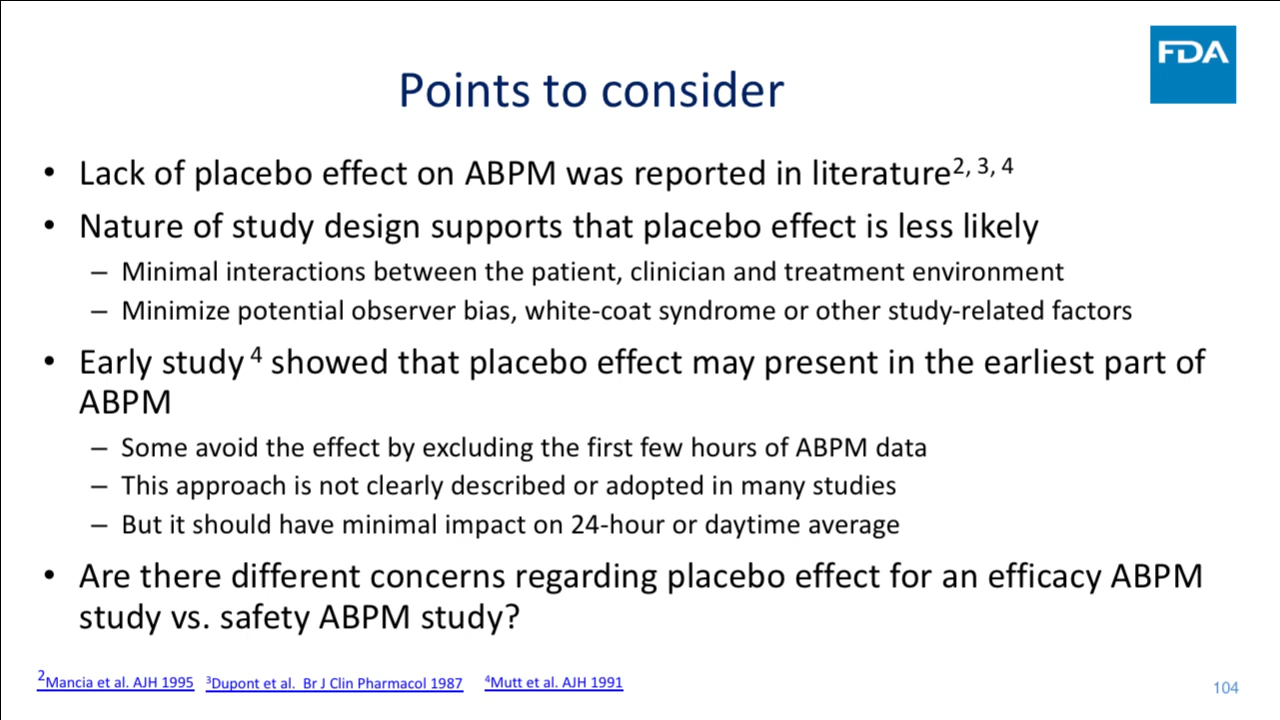 FDA
Points to consider
• Lack of placebo effect on ABPM was reported in literature2, 3, 4
• Nature of study design supports that placebo effect is less likely
– Minimal interactions between the patient, clinician and treatment environment
– Minimize potential observer bias, white-coat syndrome or other study-related factors
• Early study 4 showed that placebo effect may present in the earliest part of
ABPM
– Some avoid the effect by excluding the first few hours of ABPM data
– This approach is not clearly described or adopted in many studies
– But it should have minimal impact on 24-hour or daytime average
• Are there different concerns regarding placebo effect for an efficacy ABPM
study vs. safety ABPM study?
2Mancia et al. AJH 1995 3Dupont et al. Br J Clin Pharmacol 1987 4Mutt et al. AJH 1991
104